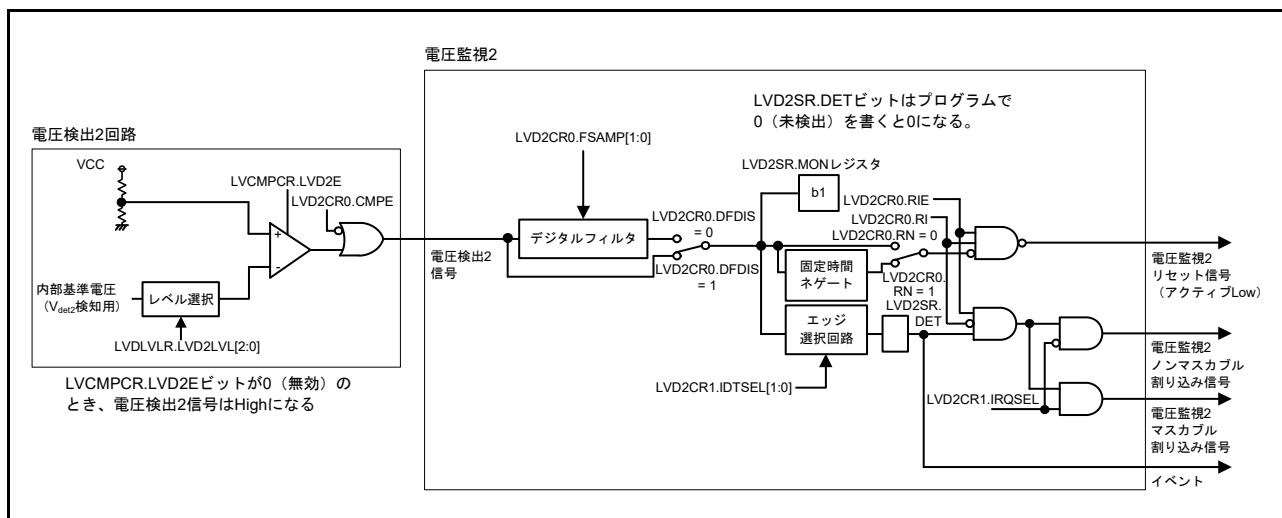 電圧監視2
LVD2SR.DETビットはプログラムで
0（未検出）を書くと0になる。
電圧検出2回路
VCC
LVCMPCR.LVD2E
LVD2CR0.CMPE
+
-
内部基準電圧
（Vdet2検知用）
レベル選択
LVDLVLR.LVD2LVL[2:0]
LVCMPCR.LVD2Eビットが0（無効）の
とき、電圧検出2信号はHighになる
電圧検出2
信号
LVD2CR0.FSAMP[1:0]
デジタルフィルタ
LVD2CR0.DFDIS
= 0
LVD2CR0.DFDIS
= 1
LVD2SR.MONレジスタ
b1
LVD2CR0.RIE
LVD2CR0.RI
LVD2CR0.RN = 0
固定時間
ネゲート
LVD2CR0.
RN = 1
LVD2SR.
DET
エッジ
選択回路
LVD2CR1.IDTSEL[1:0]
LVD2CR1.IRQSEL
電圧監視2
リセット信号
（アクティブLow）
電圧監視2
ノンマスカブル
割り込み信号
電圧監視2
マスカブル
割り込み信号
イベント